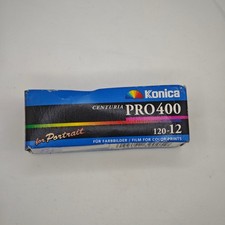 Konica
CENTURIA PRO400
for Portrait
120-12
FÜR FARBBILDER / FILM FOR COLOR PRINTS